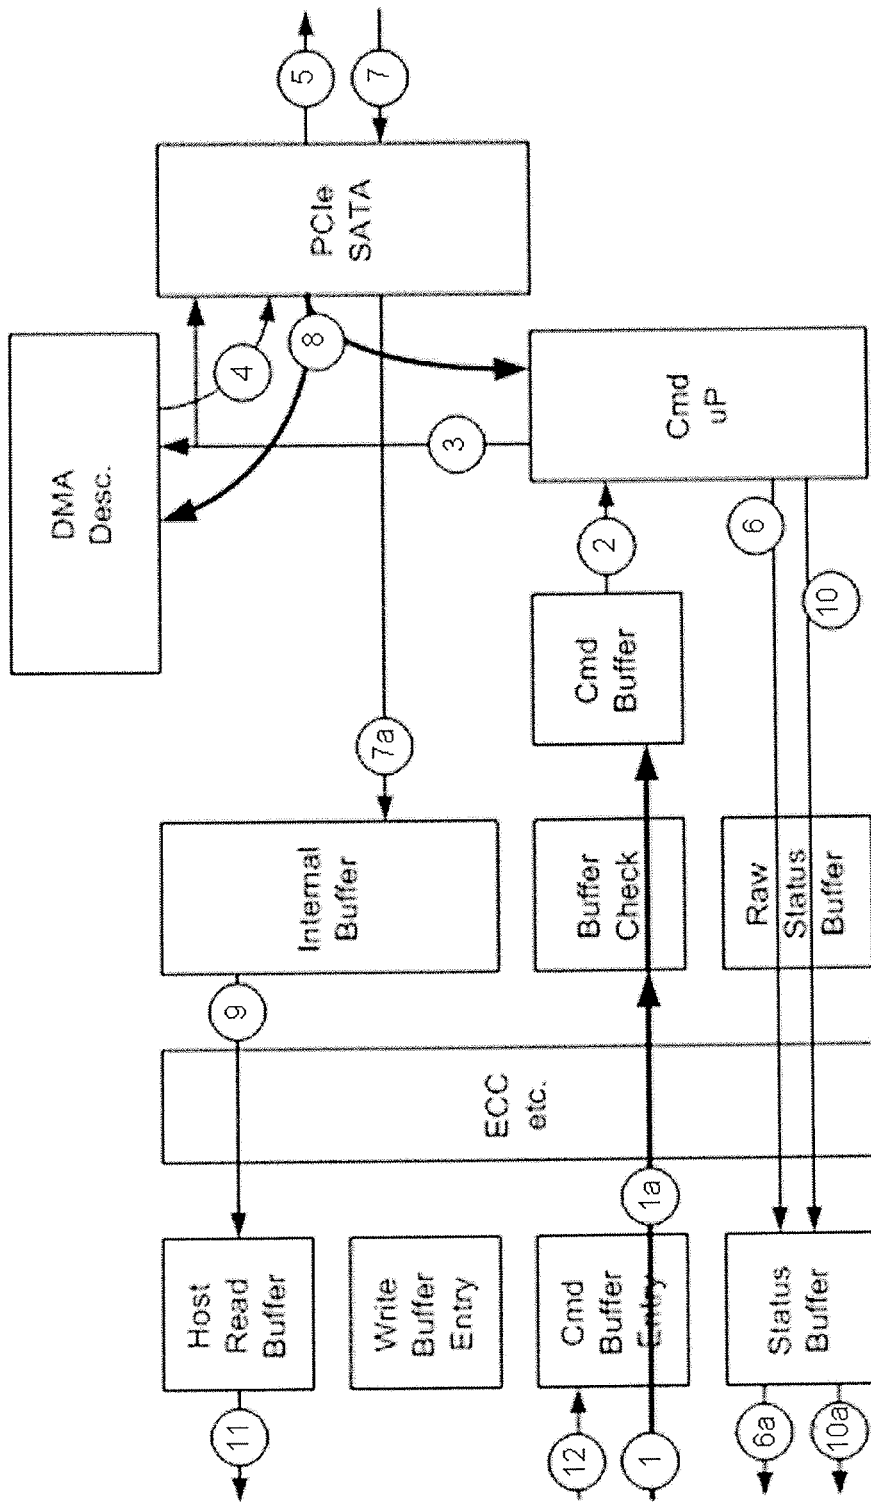 DMA
Desc.
11
Host
Read
Buffer
9
ECC
etc.
Internal
Buffer
4
8
PCIe
SATA
5
7
Write
Buffer
Entry
7a
3
12
1
Cmd
Buffer
Entry
1a
Buffer
Check
Cmd
Buffer
2
Cmd
uP
6a
10a
Status
Buffer
Raw
Status
Buffer
6
10